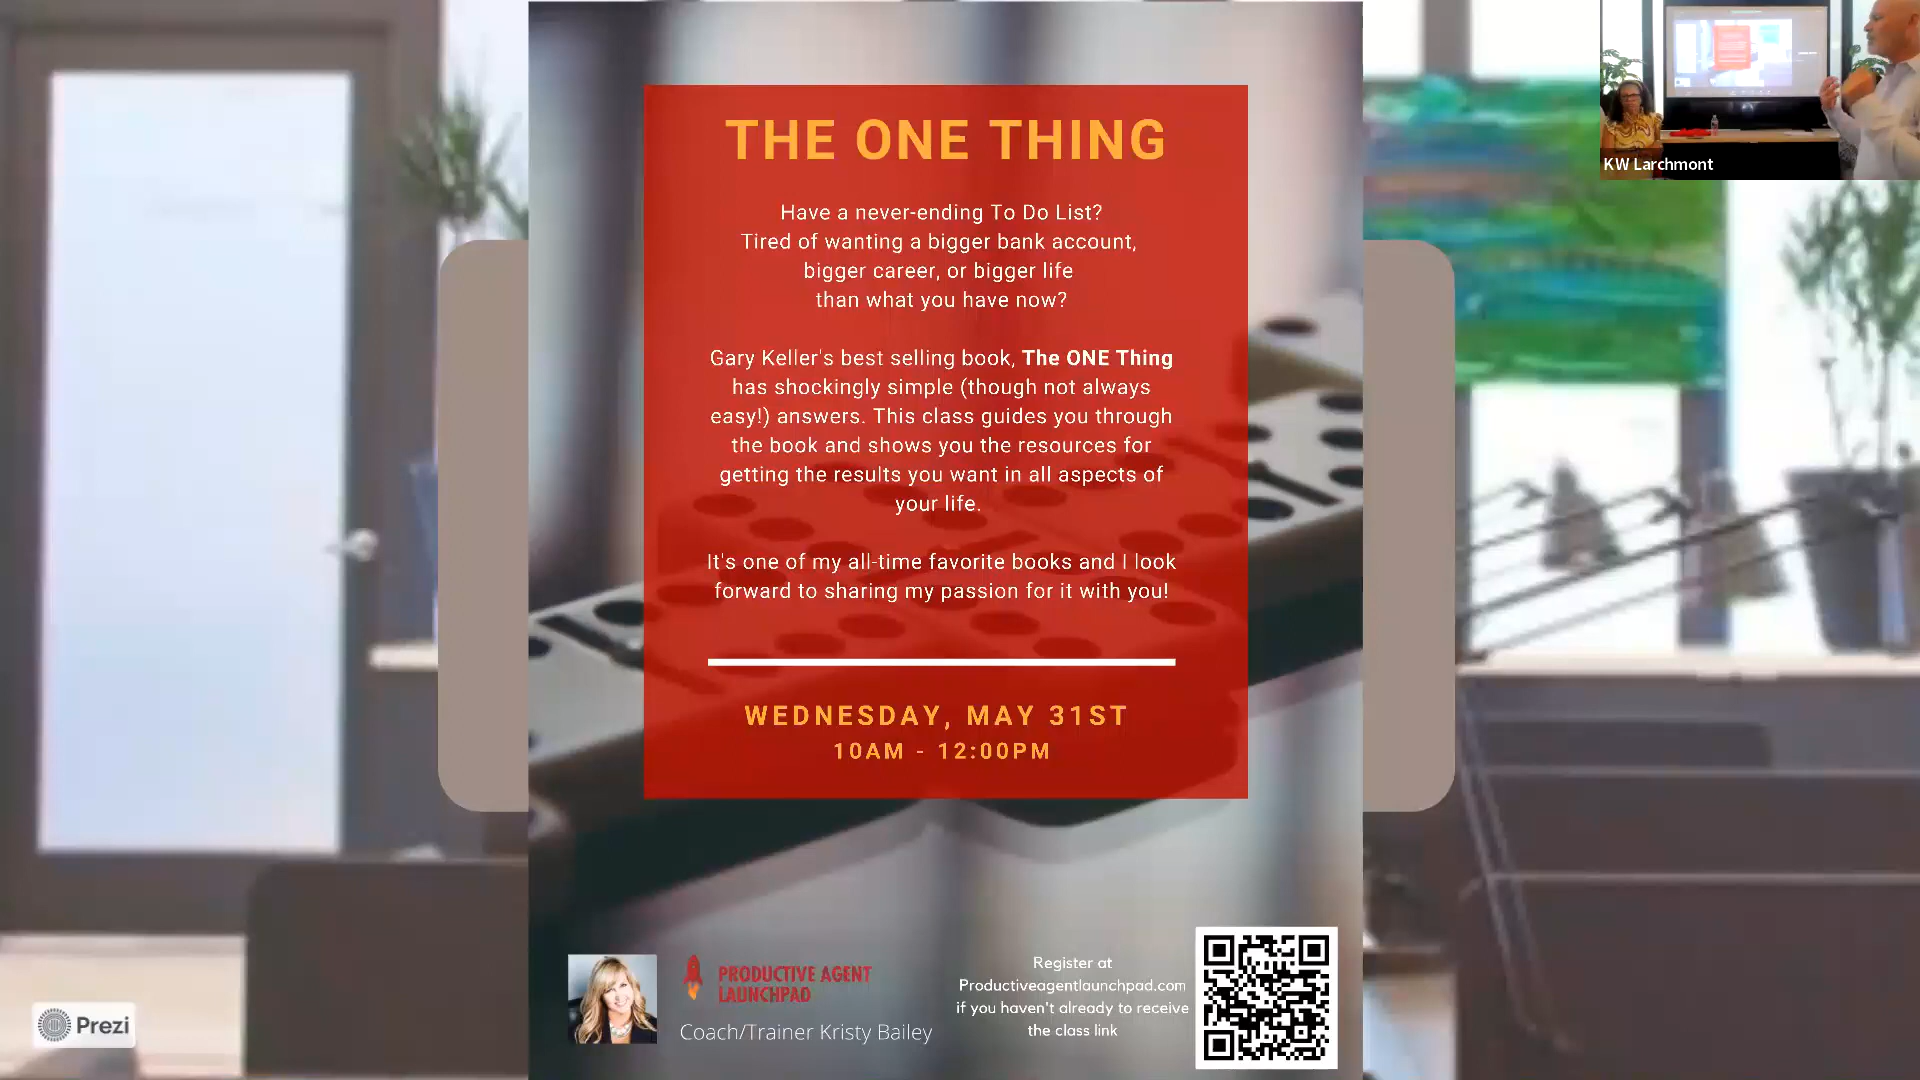 THE ONE THING
Have a never-ending To Do List?
Tired of wanting a bigger bank account,
bigger career, or bigger life
than what you have now?
Gary Keller's best selling book, The ONE Thing
has shockingly simple (though not always
easy!) answers. This class guides you through
the book and shows you the resources for
getting the results you want in all aspects of
your life.
It's one of my all-time favorite books and I look
forward to sharing my passion for it with you!
WEDNESDAY, MAY 31ST
10AM - 12:00PM
PRODUCTIVE AGENT
LAUNCHPAD
Coach/Trainer Kristy Bailey
Register at
Productiveagentlaunchpad.com
if you haven't already to receive
the class link
KW Larchmont
Prezi